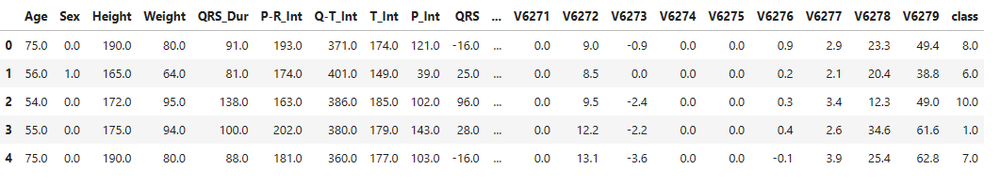 Age Sex Height Weight QRS_Dur P-R_Int Q-T_Int T_Int P_Int QRS ... V6271 V6272 V6273 V6274 V6275 V6276 V6277 V6278 V6279 class
0 75.0 0.0 190.0 80.0 91.0 193.0 371.0 174.0 121.0 -16.0 ... 0.0 9.0 -0.9 0.0 0.0 0.9 2.9 23.3 49.4 8.0
1 56.0 1.0 165.0 64.0 81.0 174.0 401.0 149.0 39.0 25.0 ... 0.0 8.5 0.0 0.0 0.0 0.2 2.1 20.4 38.8 6.0
2 54.0 0.0 172.0 95.0 138.0 163.0 386.0 185.0 102.0 96.0 ... 0.0 9.5 -2.4 0.0 0.0 0.3 3.4 12.3 49.0 10.0
3 55.0 0.0 175.0 94.0 100.0 202.0 380.0 179.0 143.0 28.0 ... 0.0 12.2 -2.2 0.0 0.0 0.4 2.6 34.6 61.6 1.0
4 75.0 0.0 190.0 80.0 88.0 181.0 360.0 177.0 103.0 -16.0 ... 0.0 13.1 -3.6 0.0 0.0 -0.1 3.9 25.4 62.8 7.0